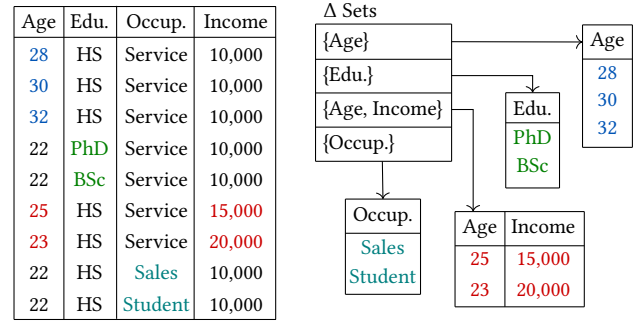 Age Edu. Occup. Income
28 HS Service 10,000
30 HS Service 10,000
32 HS Service 10,000
22 PhD Service 10,000
22 BSc Service 10,000
25 HS Service 15,000
23 HS Service 20,000
22 HS Sales 10,000
22 HS Student 10,000
Δ Sets
{Age}
{Edu.}
{Age, Income}
{Occup.}
Age
28
30
32
Edu.
PhD
BSc
Occup.
Sales
Student
Age Income
25 15,000
23 20,000